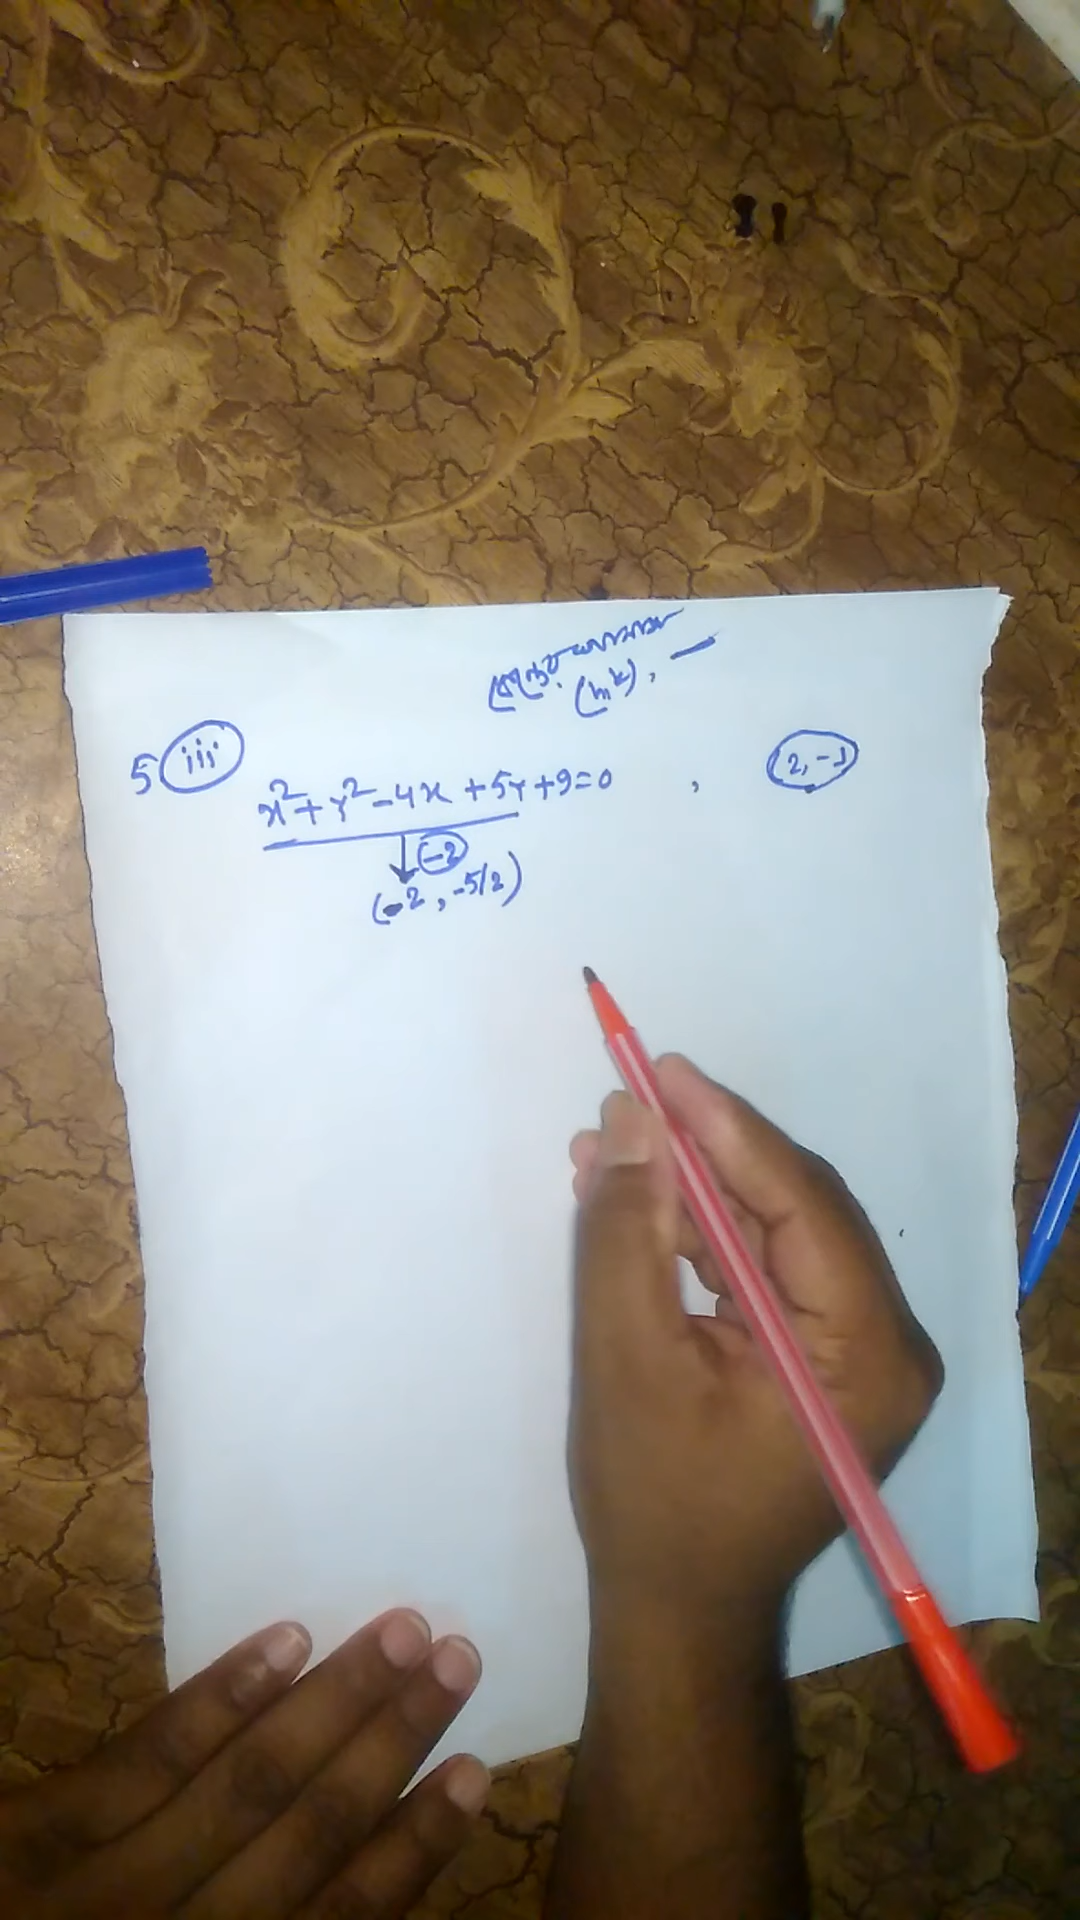 (h,k), —
5 iii
x²+y²-4x+5y+9=0 , 2,-1
-2
(2, -5/2)